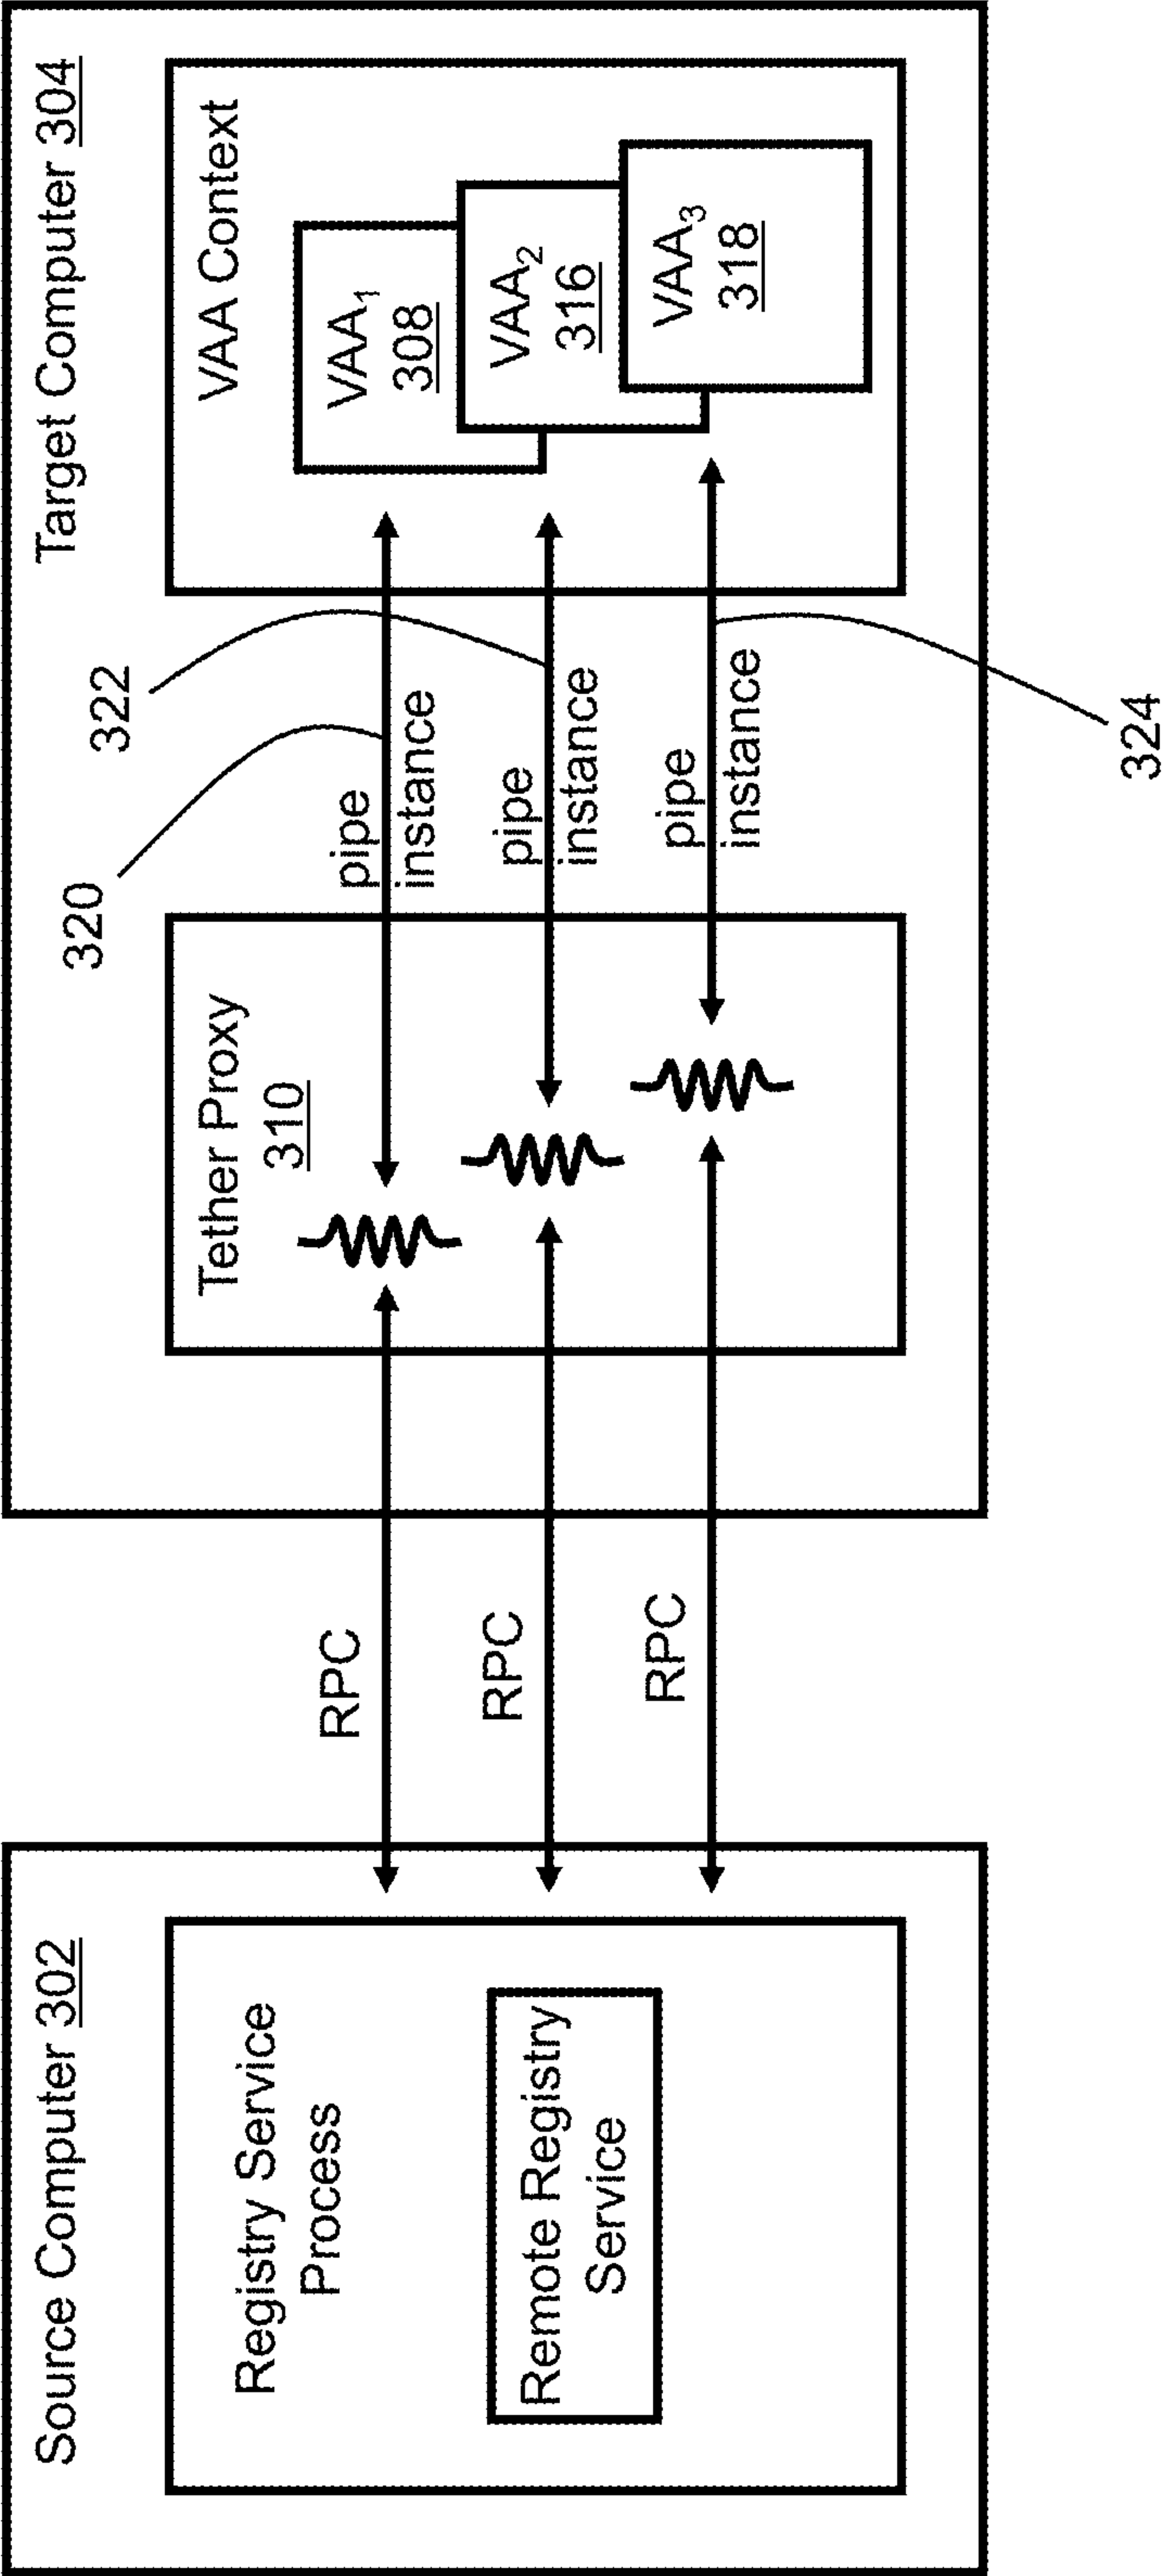 Source Computer 302
Registry Service
Process
Remote Registry
Service
RPC
RPC
RPC
Target Computer 304
Tether Proxy
310
320
322
pipe
instance
pipe
instance
pipe
instance
324
VAA Context
VAA₁
308
VAA₂
316
VAA₃
318